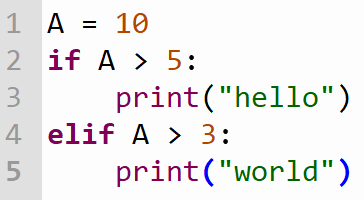 1 A = 10
2 if A > 5:
3     print("hello")
4 elif A > 3:
5     print("world")